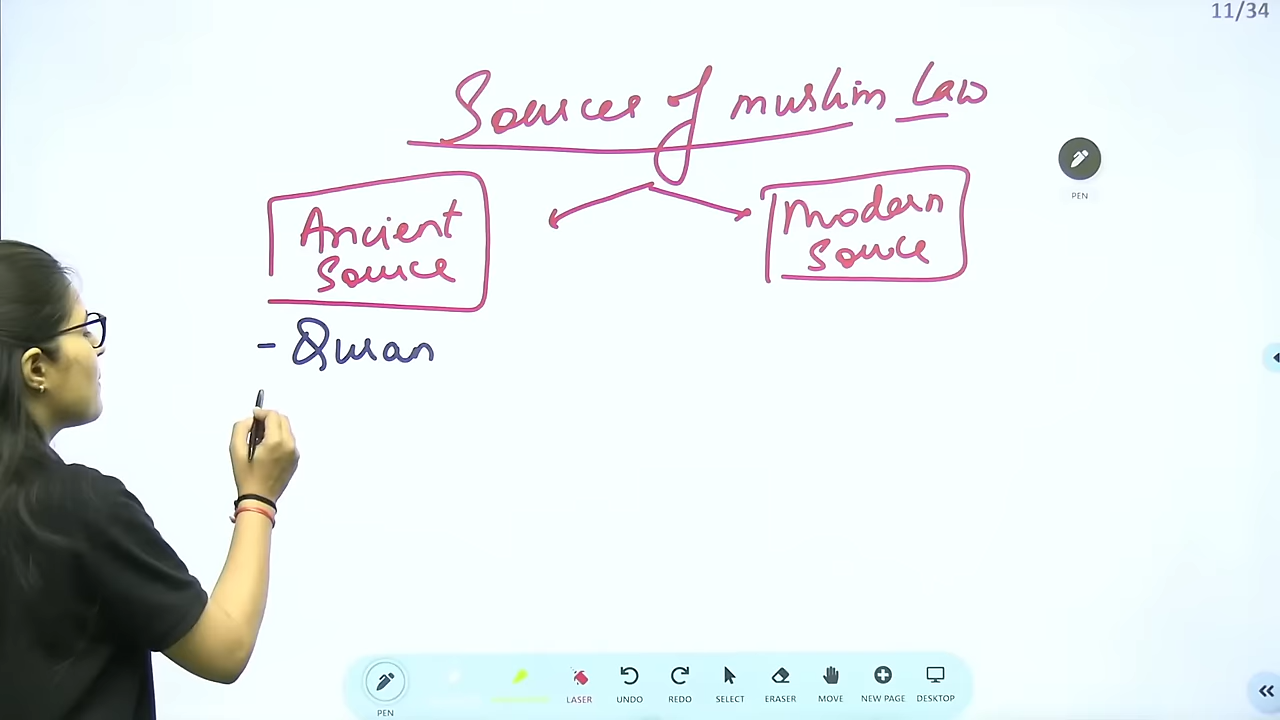 11/34
Sources of muslim Law
Ancient
Source
Modern
Source
- Quran
PEN
PEN
LASER
UNDO
REDO
SELECT
ERASER
MOVE
NEW PAGE
DESKTOP